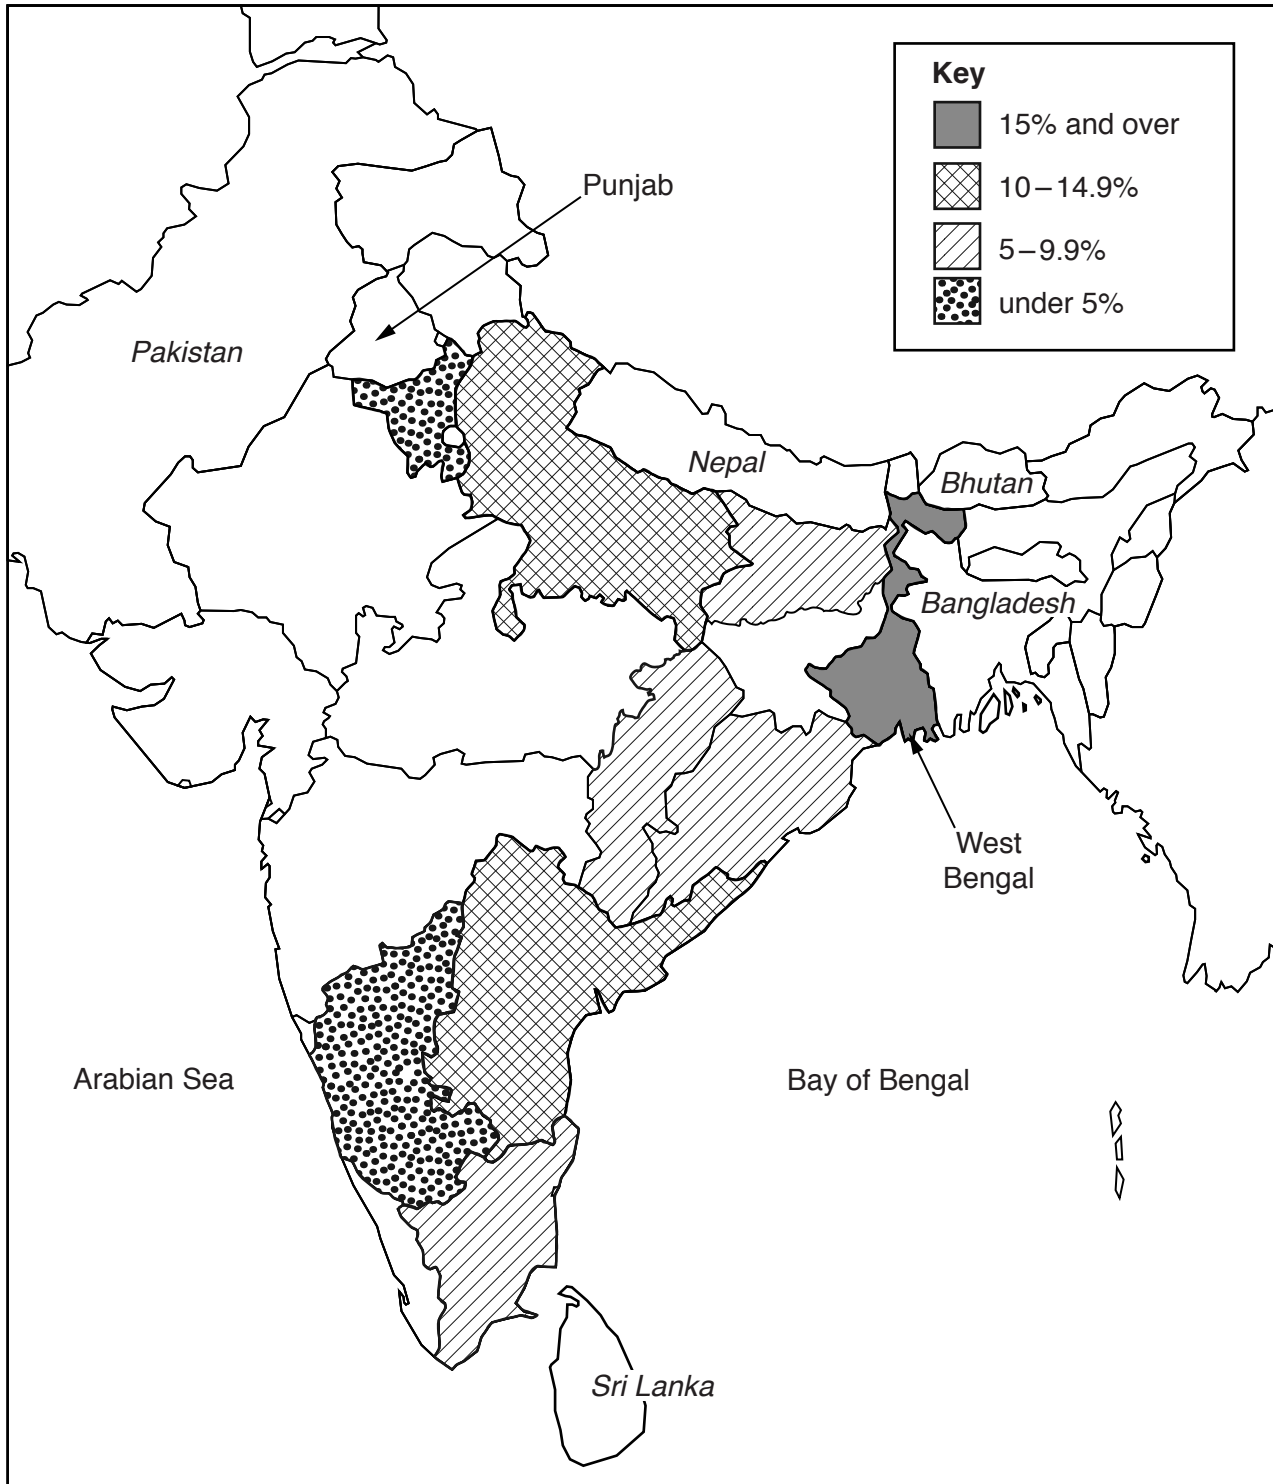 Key
15% and over
10–14.9%
5–9.9%
under 5%
Punjab
Pakistan
Nepal
Bhutan
Bangladesh
West
Bengal
Arabian Sea
Bay of Bengal
Sri Lanka